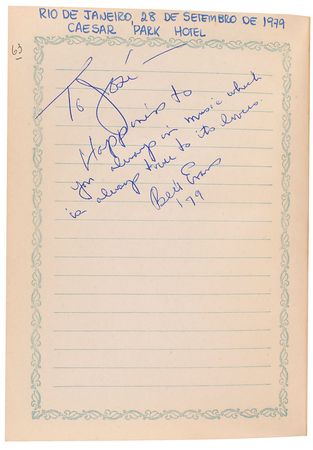 RIO DE JANEIRO, 28 DE SETEMBRO DE 1979
CAESAR PARK HOTEL
63
To José —
Happiness to
you always in music which
is always true to its lovers.
Bill Evans
'79